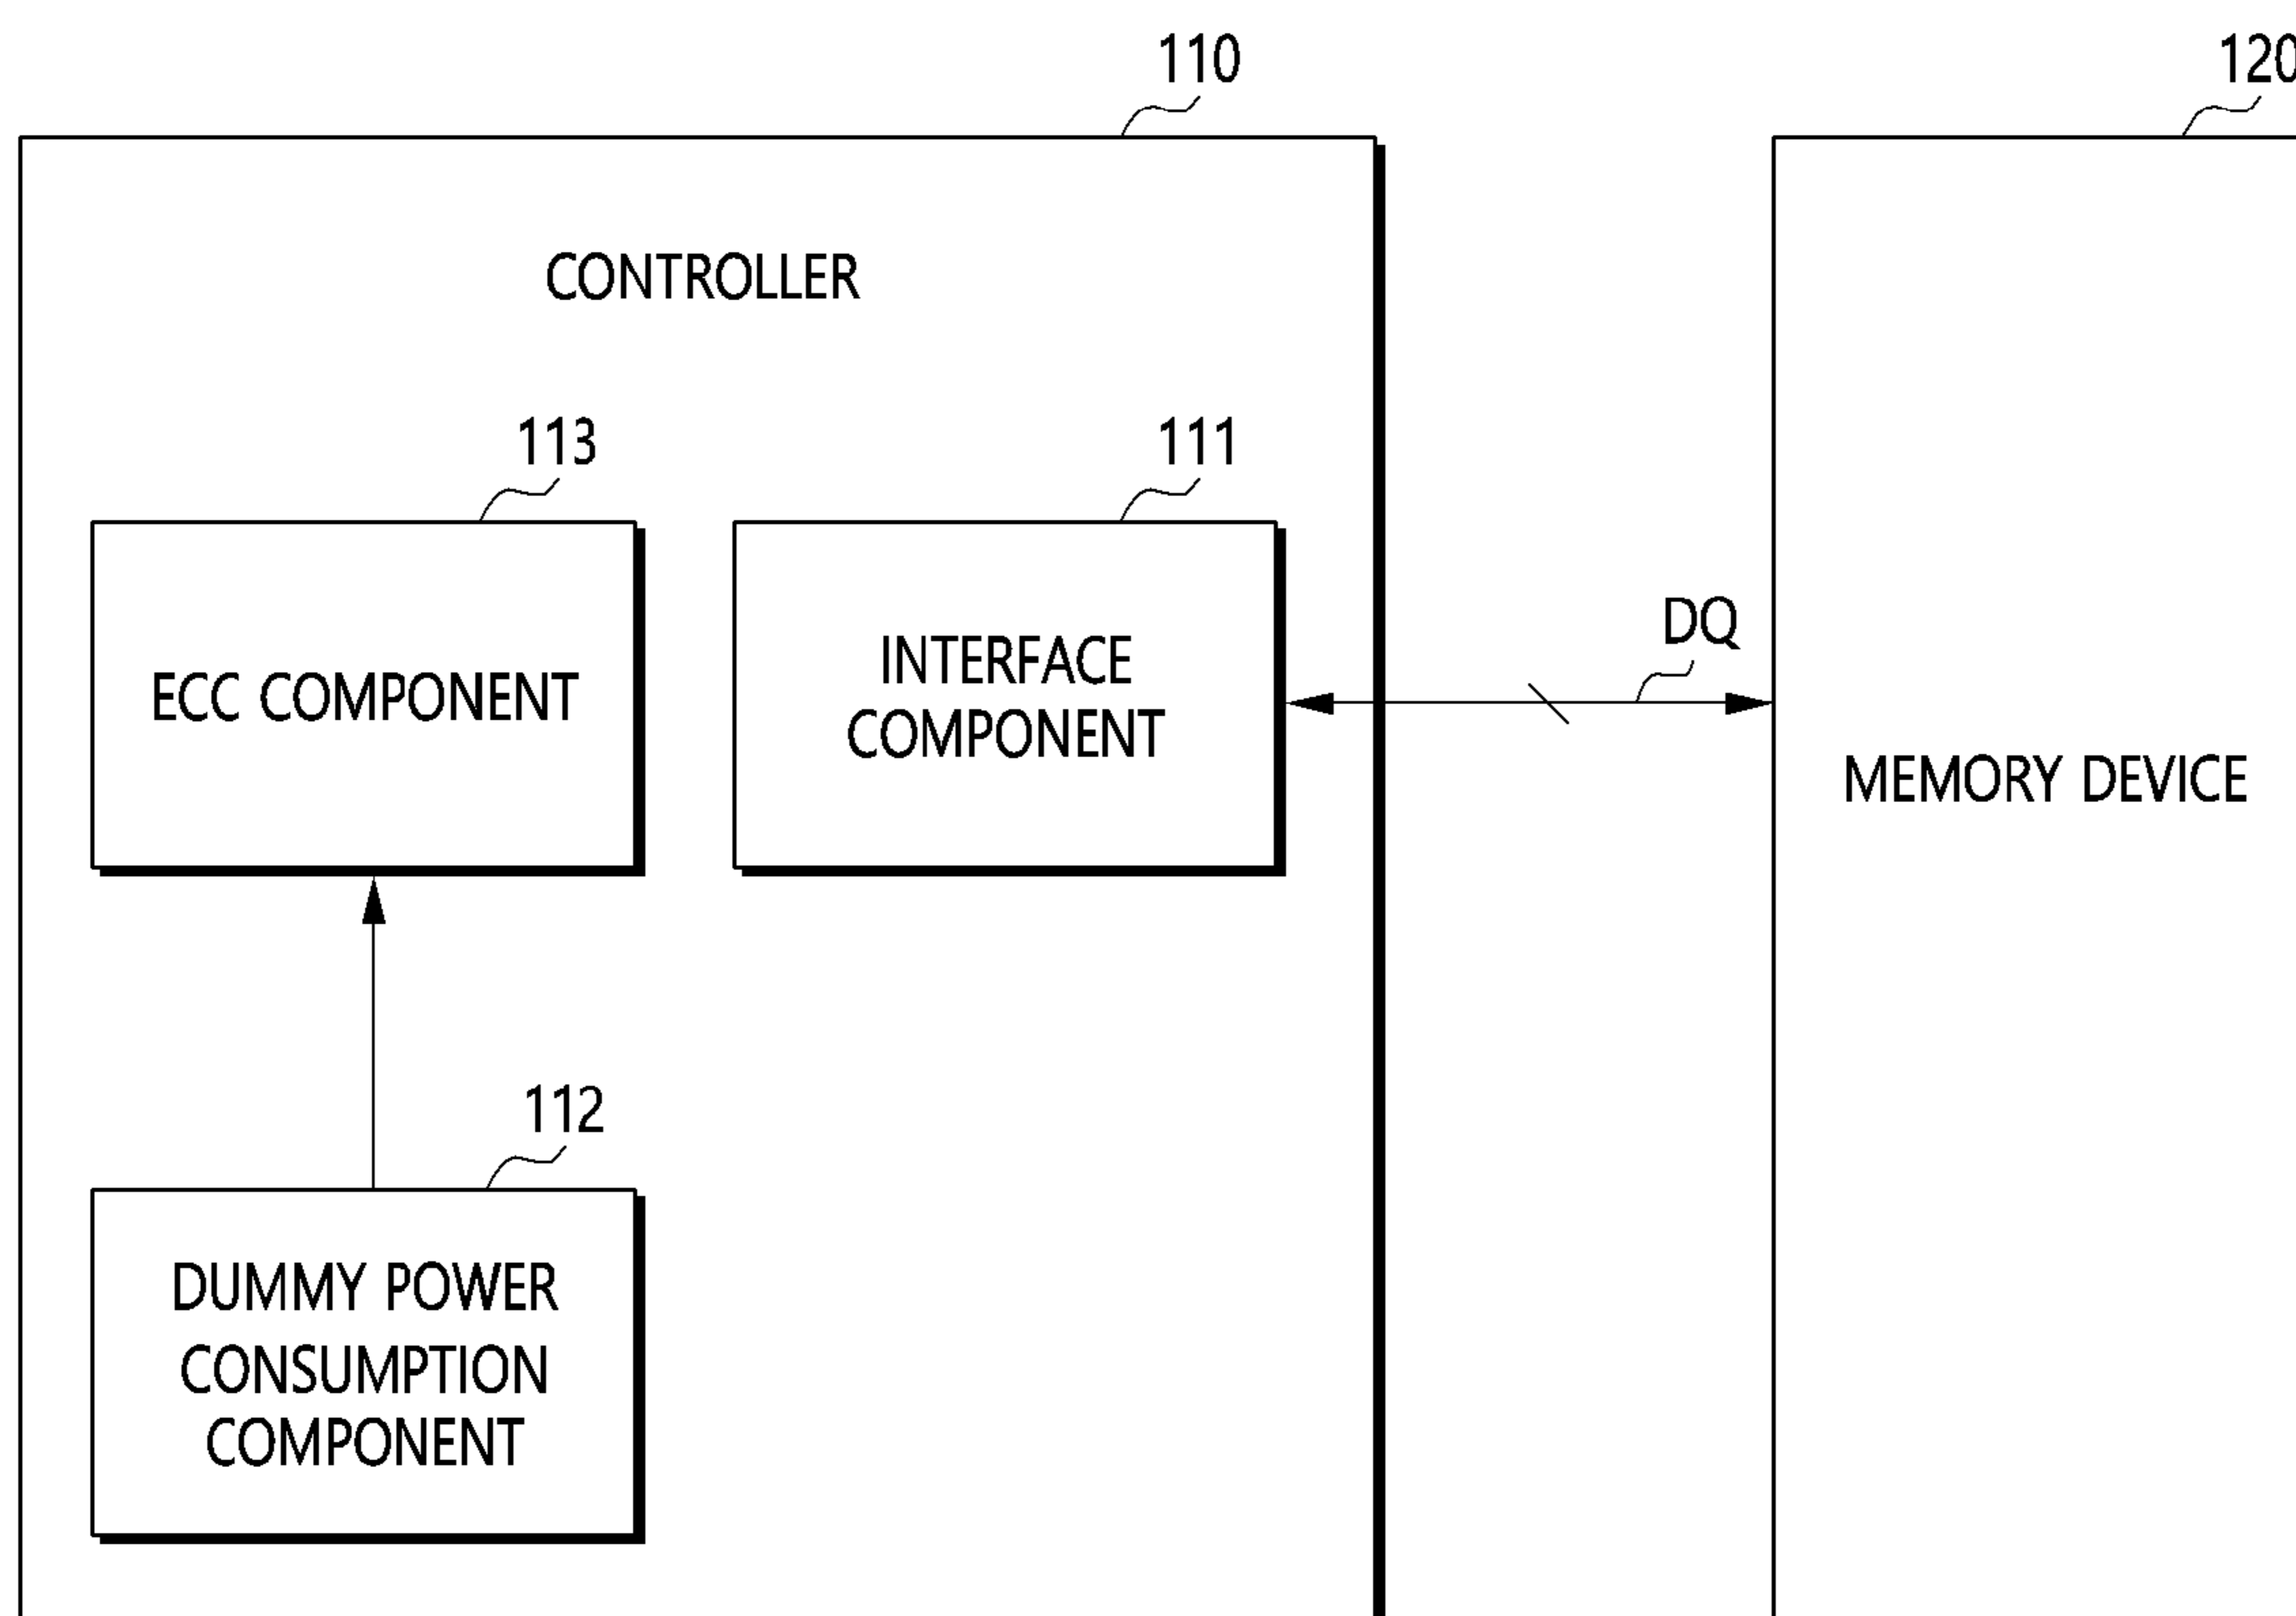 110
120
CONTROLLER
113
111
DQ
ECC COMPONENT
INTERFACE
COMPONENT
MEMORY DEVICE
112
DUMMY POWER
CONSUMPTION
COMPONENT